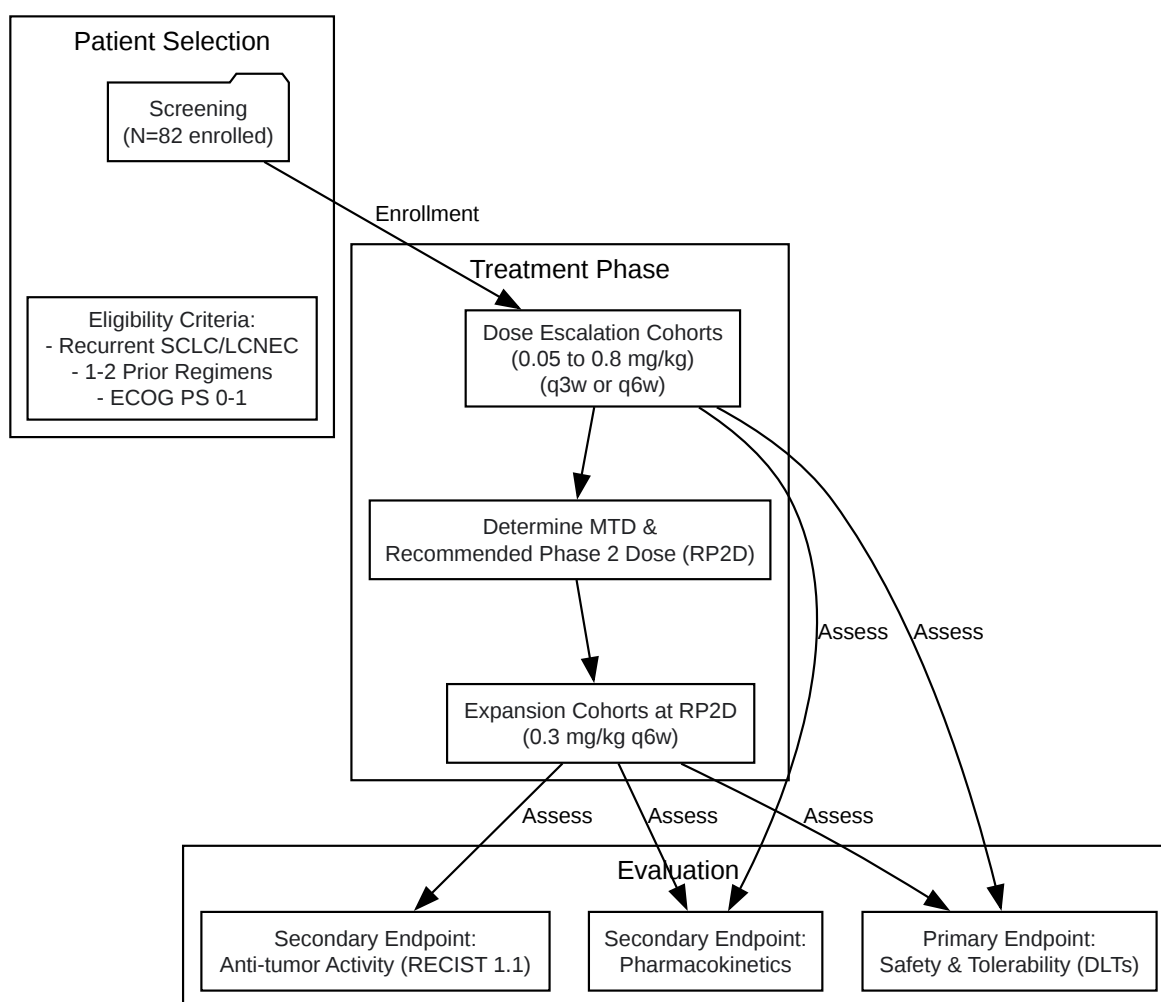 Patient Selection
Screening
(N=82 enrolled)
Enrollment
Treatment Phase
Eligibility Criteria:
- Recurrent SCLC/LCNEC
- 1-2 Prior Regimens
- ECOG PS 0-1
Dose Escalation Cohorts
(0.05 to 0.8 mg/kg)
(q3w or q6w)
Determine MTD &
Recommended Phase 2 Dose (RP2D)
Assess
Assess
Expansion Cohorts at RP2D
(0.3 mg/kg q6w)
Assess
Assess
Assess
Evaluation
Secondary Endpoint:
Anti-tumor Activity (RECIST 1.1)
Secondary Endpoint:
Pharmacokinetics
Primary Endpoint:
Safety & Tolerability (DLTs)